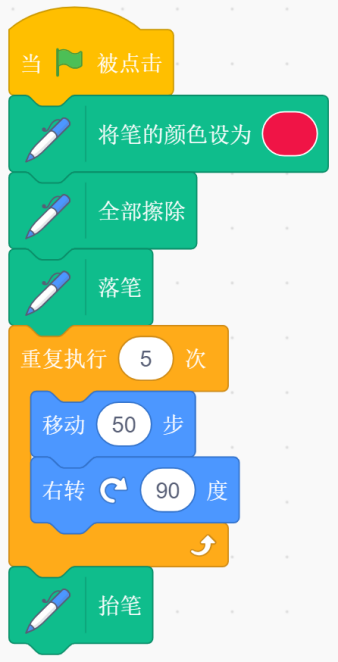 当 被点击
将笔的颜色设为
全部擦除
落笔
重复执行 5 次
移动 50 步
右转 90 度
抬笔